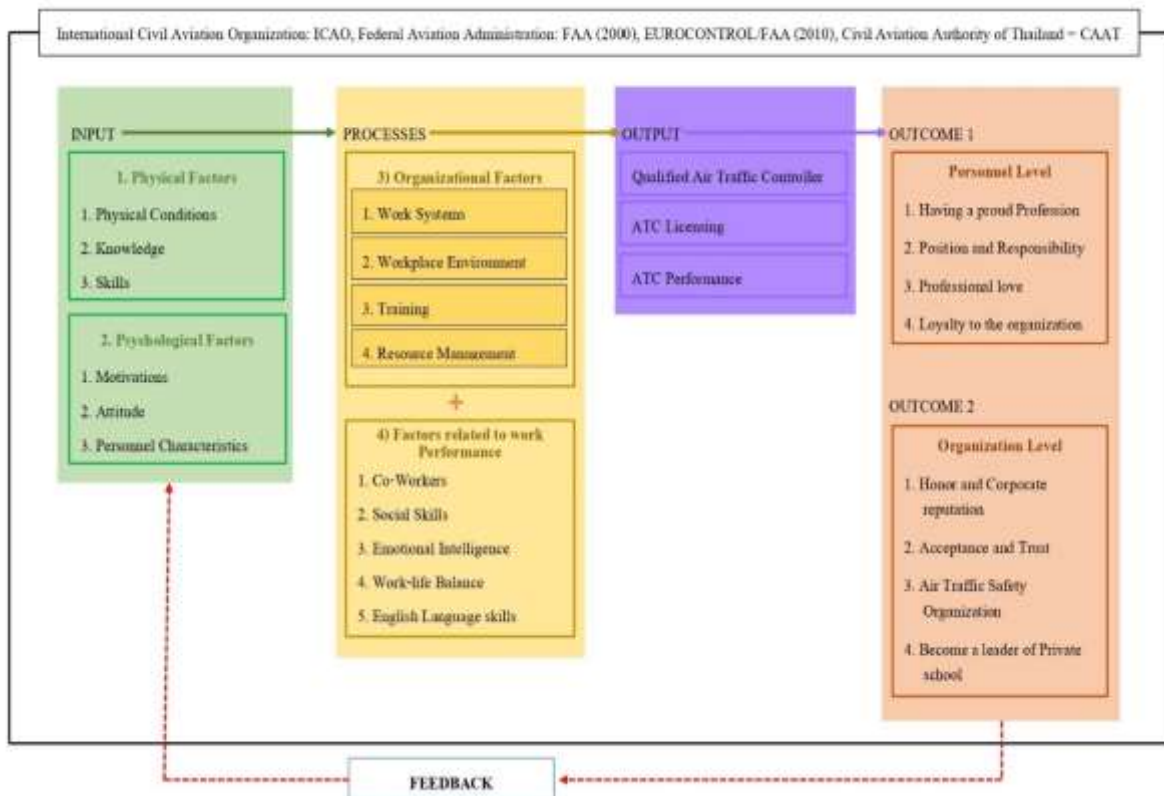 International Civil Aviation Organization: ICAO, Federal Aviation Administration: FAA (2000), EUROCONTROL/FAA (2010), Civil Aviation Authority of Thailand = CAAT
INPUT
1. Physical Factors
1. Physical Conditions
2. Knowledge
3. Skills
2. Psychological Factors
1. Motivations
2. Attitude
3. Personnel Characteristics
PROCESSES
3) Organizational Factors
1. Work Systems
2. Workplace Environment
3. Training
4. Resource Management
+
4) Factors related to work
Performance
1. Co-Workers
2. Social Skills
3. Emotional Intelligence
4. Work-life Balance
5. English Language skills
OUTPUT
Qualified Air Traffic Controller
ATC Licensing
ATC Performance
OUTCOME 1
Personnel Level
1. Having a proud Profession
2. Position and Responsibility
3. Professional love
4. Loyalty to the organization
OUTCOME 2
Organization Level
1. Honor and Corporate
reputation
2. Acceptance and Trust
3. Air Traffic Safety
Organization
4. Become a leader of Private
school
FEEDBACK